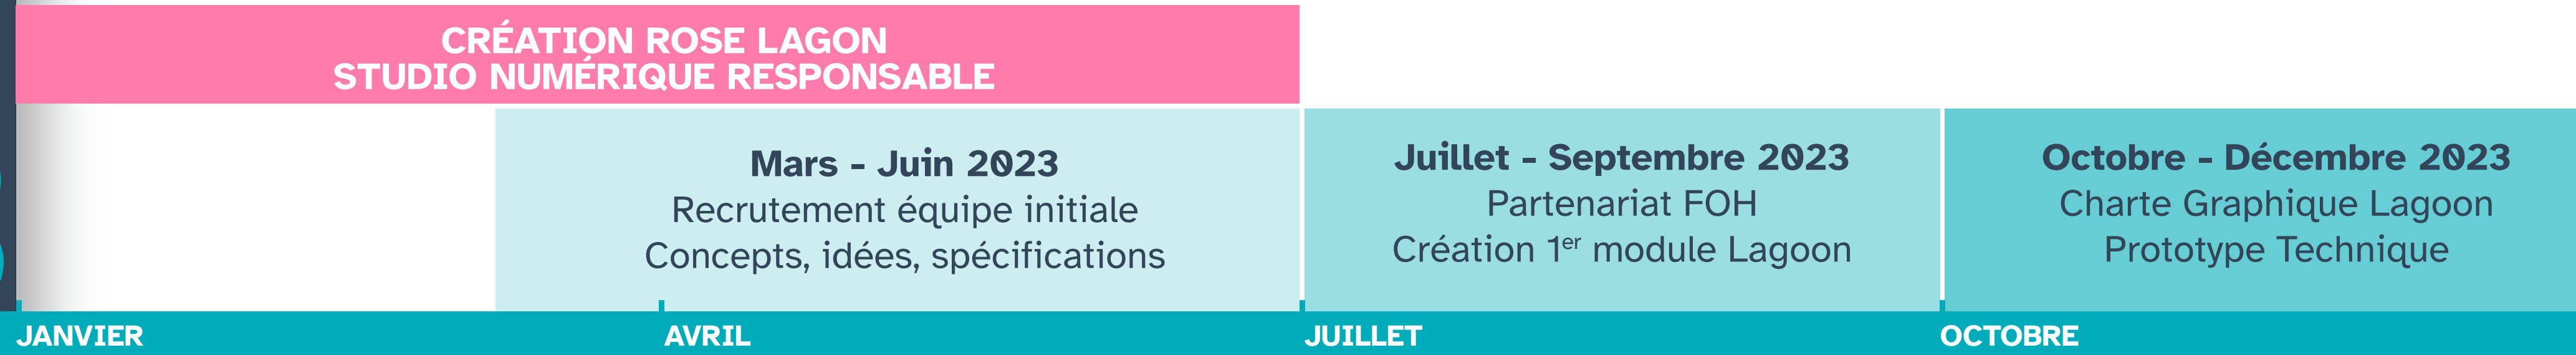 CRÉATION ROSE LAGON
STUDIO NUMÉRIQUE RESPONSABLE
Mars - Juin 2023
Recrutement équipe initiale
Concepts, idées, spécifications
Juillet - Septembre 2023
Partenariat FOH
Création 1er module Lagoon
Octobre - Décembre 2023
Charte Graphique Lagoon
Prototype Technique
JANVIER
AVRIL
JUILLET
OCTOBRE